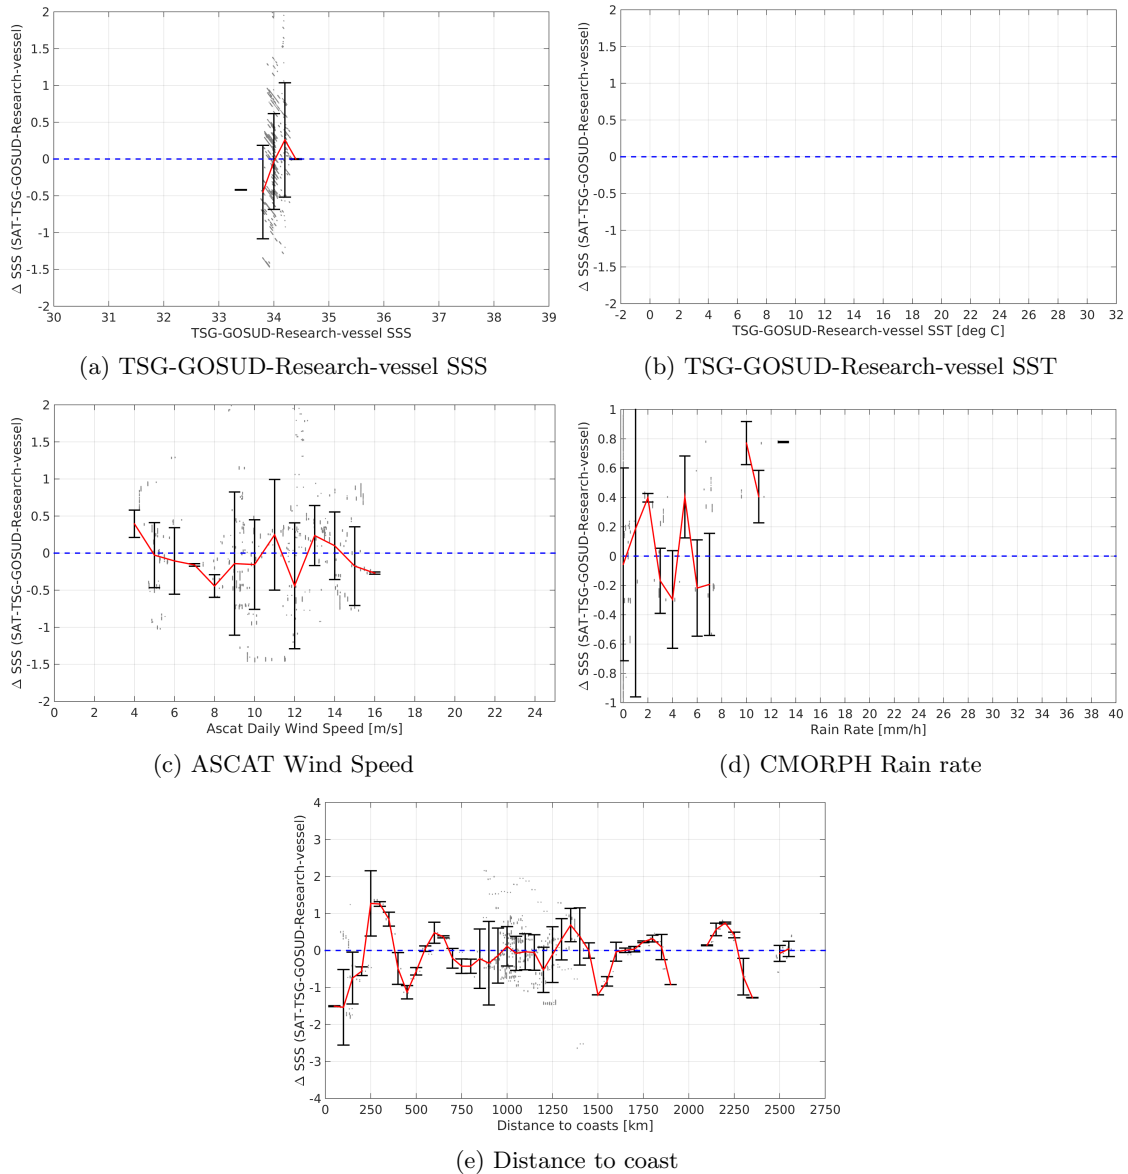 Δ SSS (SAT-TSG-GOSUD-Research-vessel)
2
1.5
1
0.5
0
-0.5
-1
-1.5
-2
30 31 32 33 34 35 36 37 38 39
TSG-GOSUD-Research-vessel SSS
(a) TSG-GOSUD-Research-vessel SSS
Δ SSS (SAT-TSG-GOSUD-Research-vessel)
2
1.5
1
0.5
0
-0.5
-1
-1.5
-2
-2 0 2 4 6 8 10 12 14 16 18 20 22 24 26 28 30 32
TSG-GOSUD-Research-vessel SST [deg C]
(b) TSG-GOSUD-Research-vessel SST
Δ SSS (SAT-TSG-GOSUD-Research-vessel)
2
1.5
1
0.5
0
-0.5
-1
-1.5
-2
0 2 4 6 8 10 12 14 16 18 20 22 24
Ascat Daily Wind Speed [m/s]
(c) ASCAT Wind Speed
Δ SSS (SAT-TSG-GOSUD-Research-vessel)
1
0.8
0.6
0.4
0.2
0
-0.2
-0.4
-0.6
-0.8
-1
0 2 4 6 8 10 12 14 16 18 20 22 24 26 28 30 32 34 36 38 40
Rain Rate [mm/h]
(d) CMORPH Rain rate
Δ SSS (SAT-TSG-GOSUD-Research-vessel)
4
3
2
1
0
-1
-2
-3
-4
0 250 500 750 1000 1250 1500 1750 2000 2250 2500 2750
Distance to coasts [km]
(e) Distance to coast